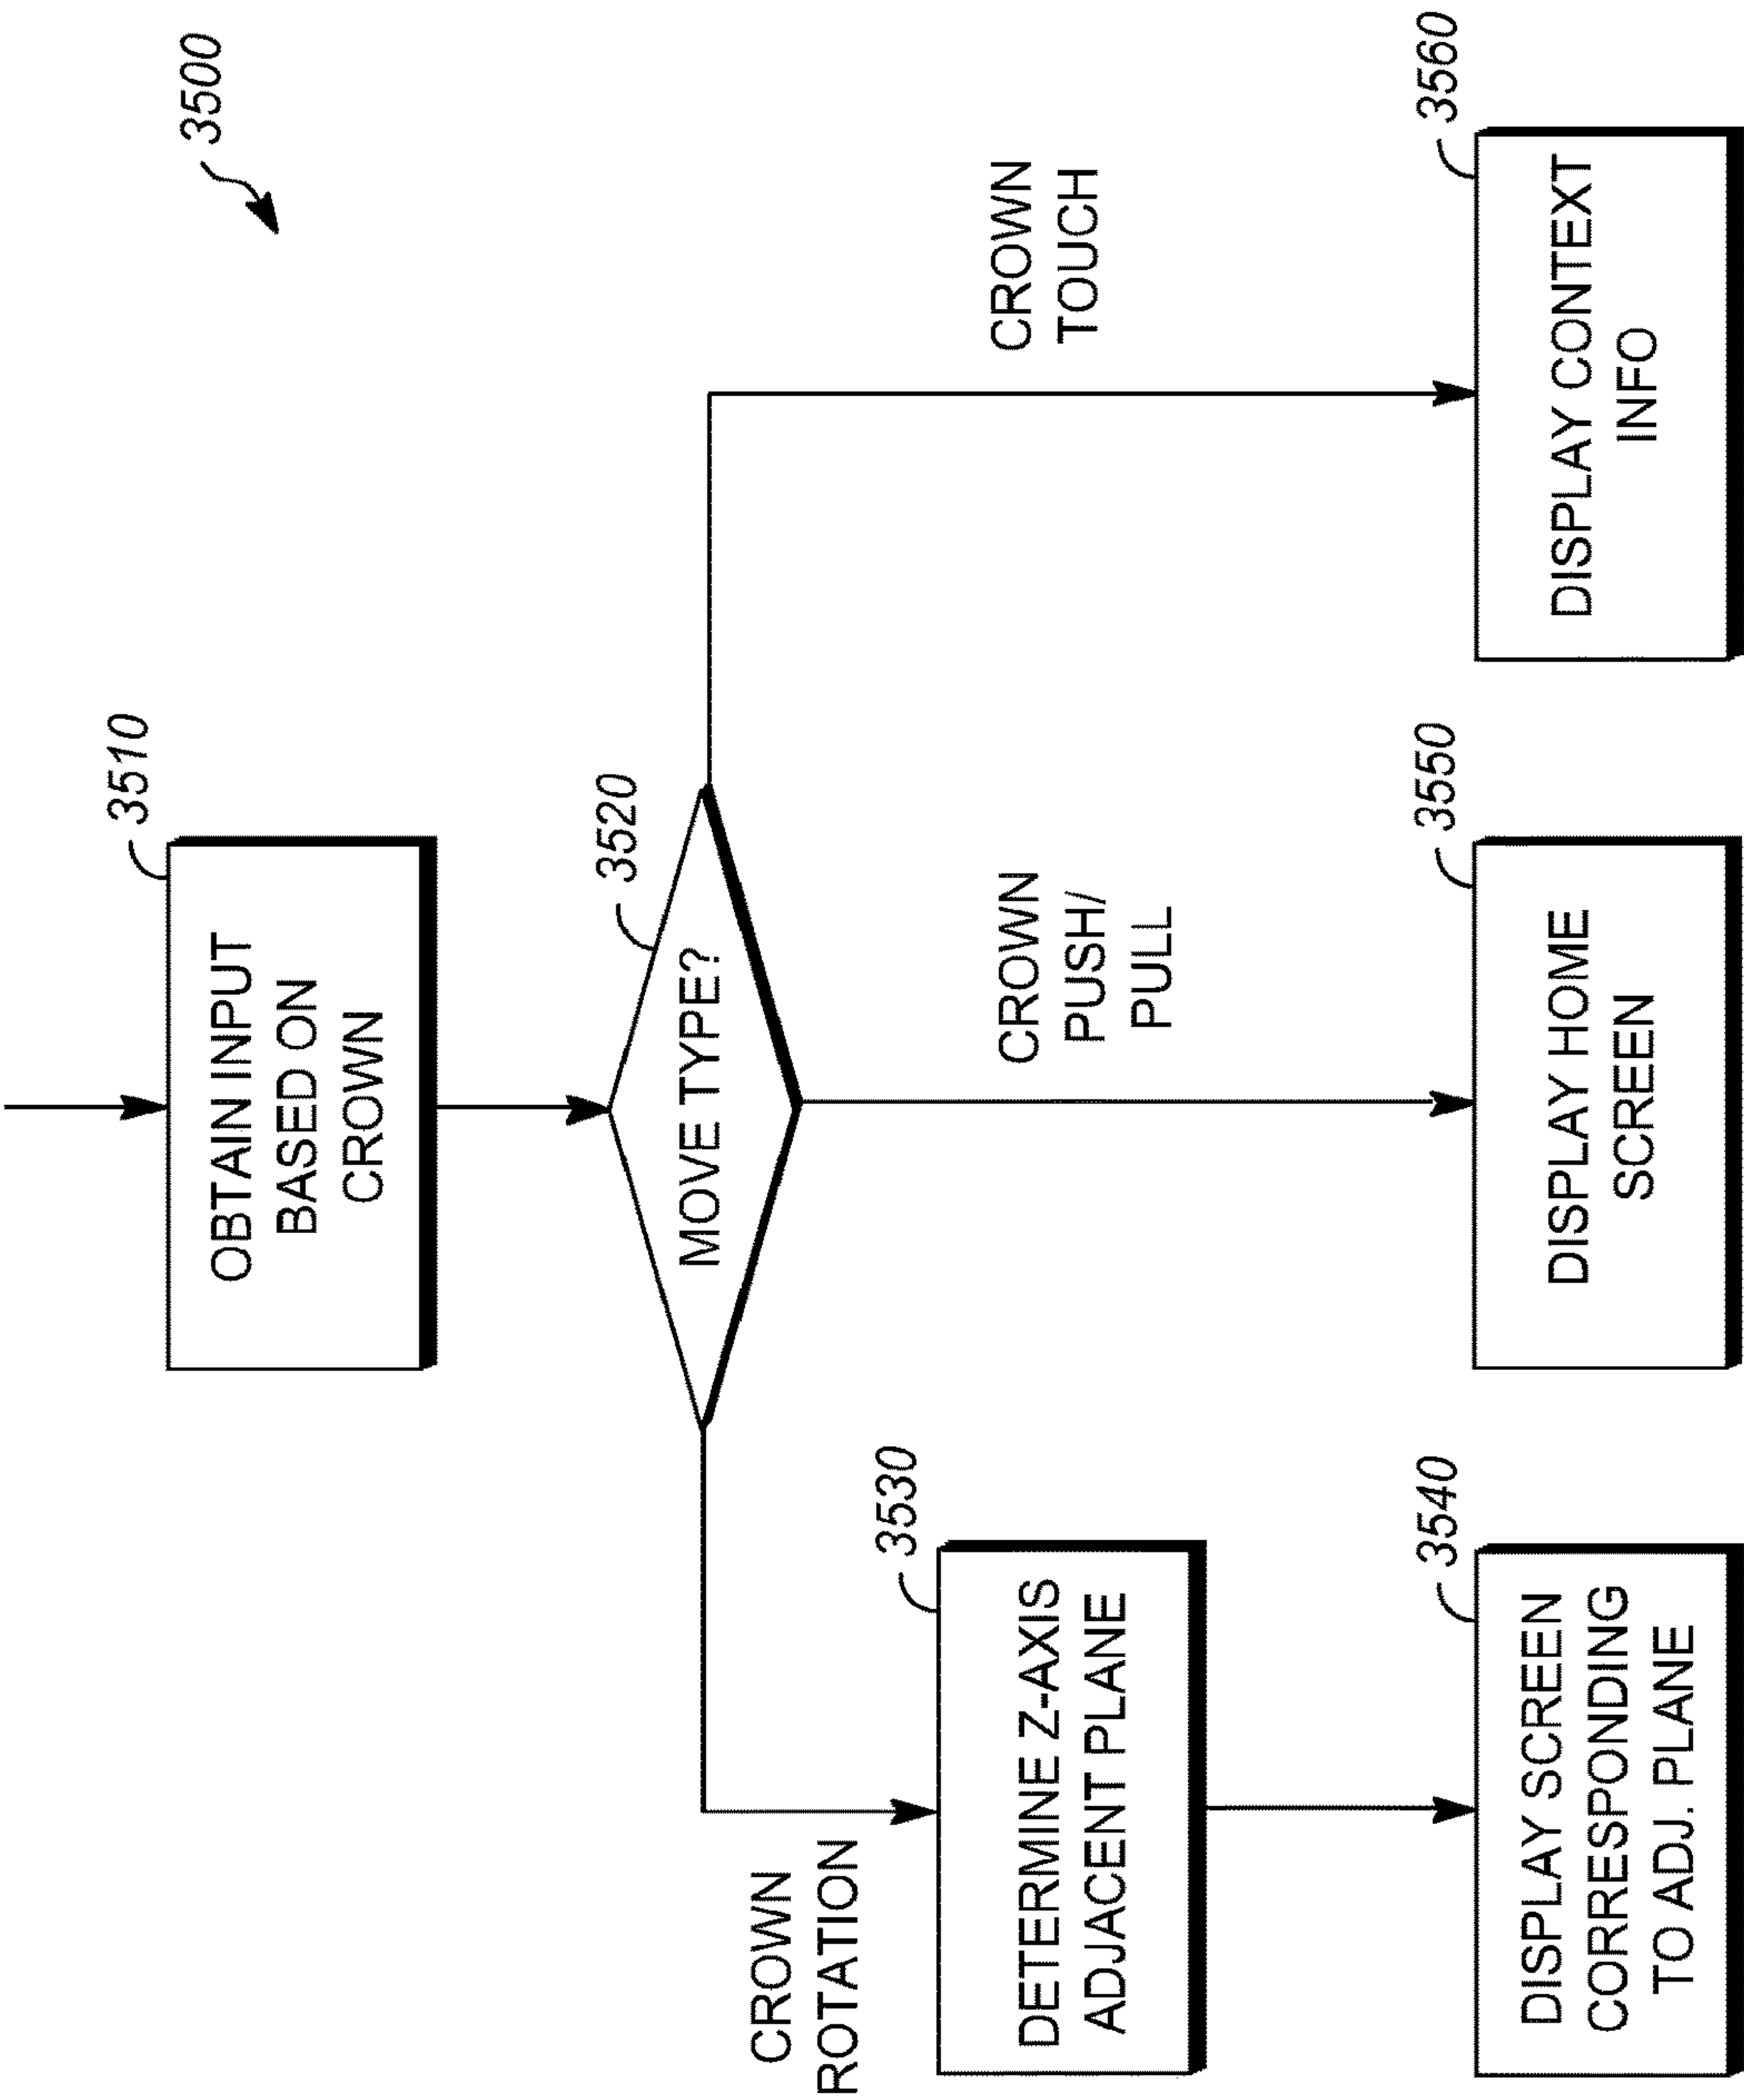 3500
3510
OBTAIN INPUT
BASED ON
CROWN
3520
MOVE TYPE?
CROWN
ROTATION
CROWN
PUSH/
PULL
CROWN
TOUCH
3530
DETERMINE Z-AXIS
ADJACENT PLANE
3540
DISPLAY SCREEN
CORRESPONDING
TO ADJ. PLANE
3550
DISPLAY HOME
SCREEN
3560
DISPLAY CONTEXT
INFO